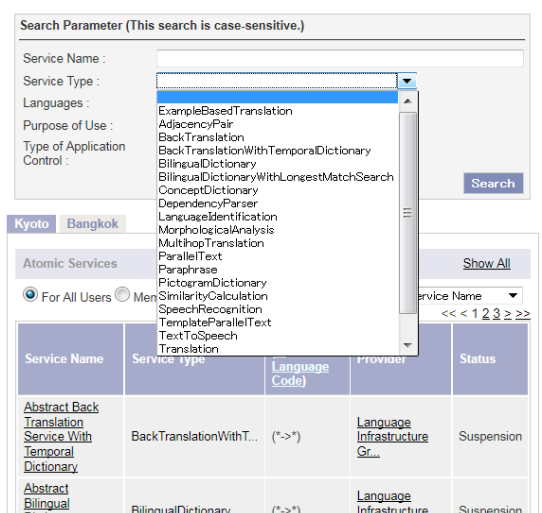 Search Parameter (This search is case-sensitive.)
Service Name :
Service Type :
Languages :
Purpose of Use :
Type of Application
Control :
ExampleBasedTranslation
AdjacencyPair
BackTranslation
BackTranslationWithTemporalDictionary
BilingualDictionary
BilingualDictionaryWithLongestMatchSearch
ConceptDictionary
DependencyParser
LanguageIdentification
MorphologicalAnalysis
MultihopTranslation
ParallelText
Paraphrase
PictogramDictionary
SimilarityCalculation
SpeechRecognition
TemplateParallelText
TextToSpeech
Translation
Search
Kyoto Bangkok
Atomic Services Show All
For All Users Mem
ervice Name
<< < 1 2 3 > >>
Service Name Service Type Language Code) Provider Status
Abstract Back
Translation
Service With
Temporal
Dictionary
BackTranslationWithT... (*->*)
Language
Infrastructure
Gr...
Suspension
Abstract
Bilingual
BilingualDictionary (*->*)
Language
Infrastructure
Suspension